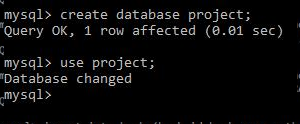 mysql> create database project;
Query OK, 1 row affected (0.01 sec)
mysql> use project;
Database changed
mysql>